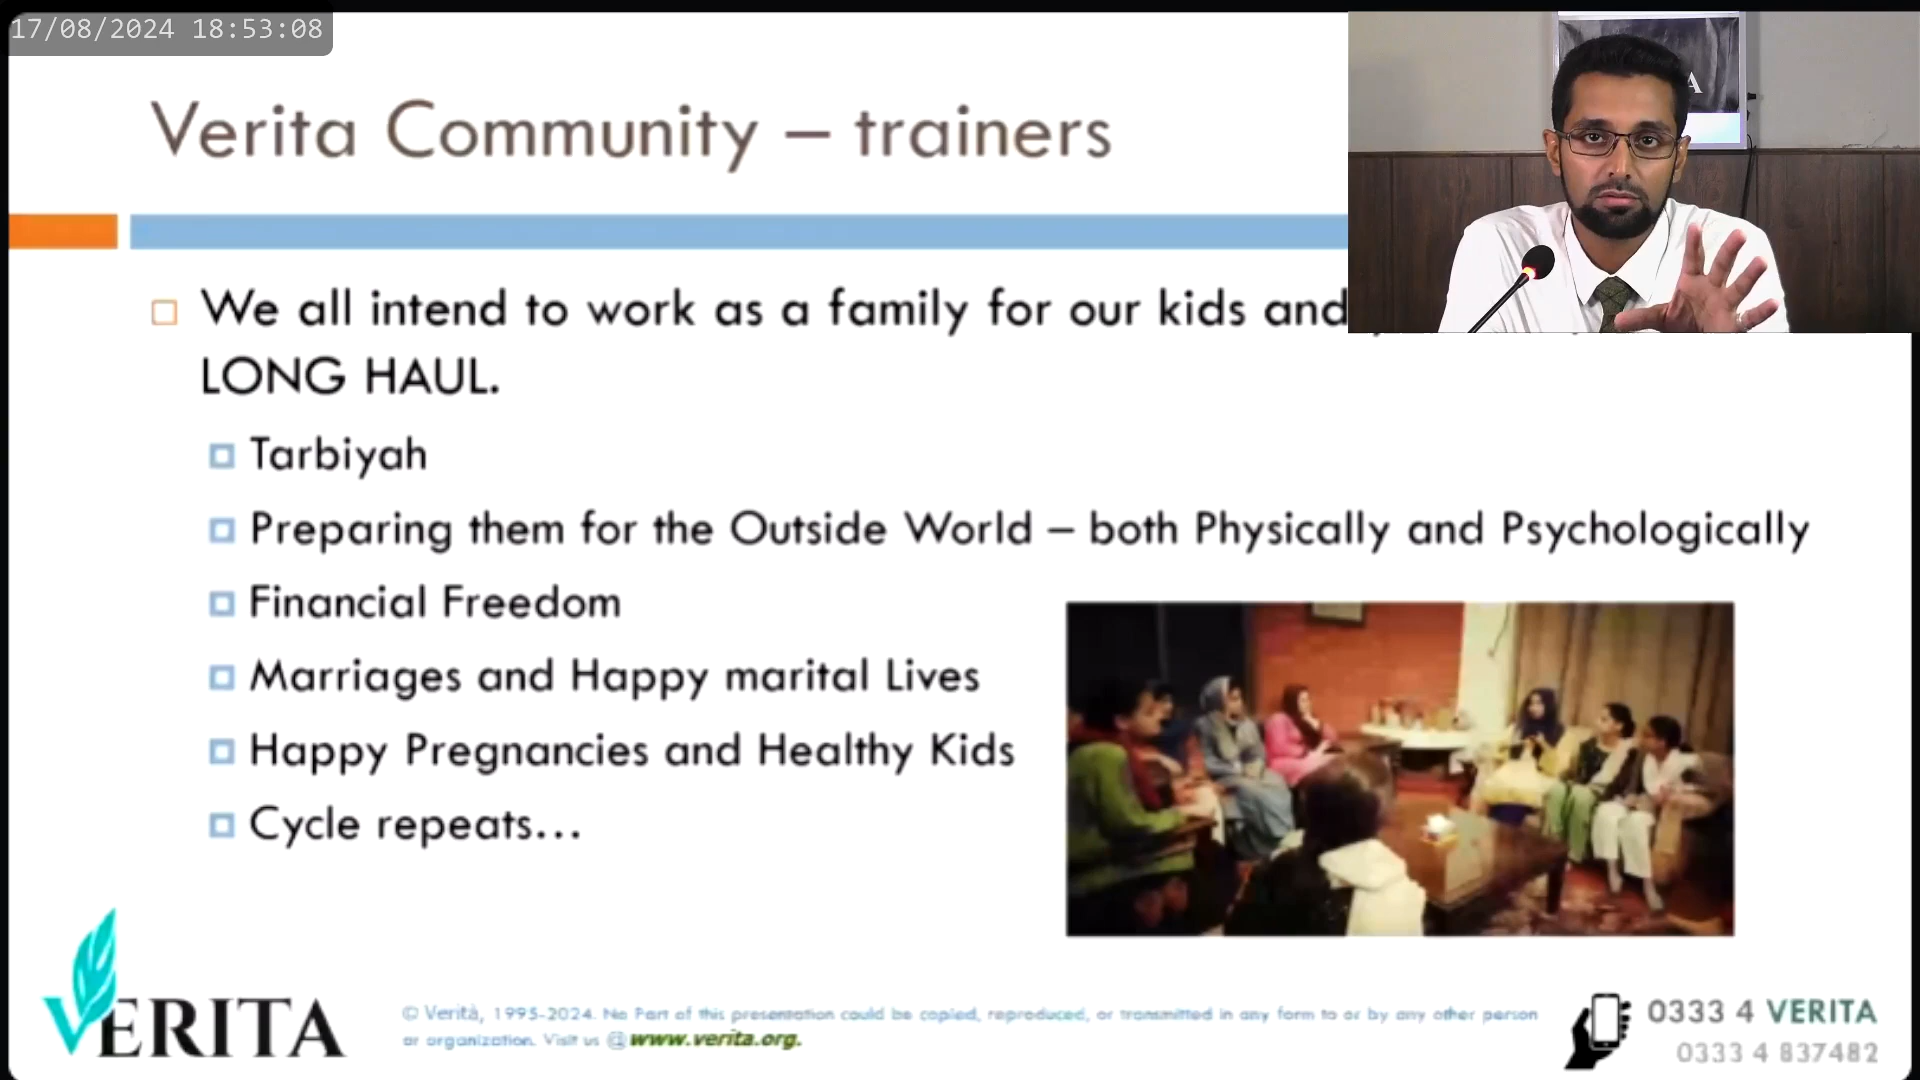 17/08/2024 18:53:08
Verita Community – trainers
A
We all intend to work as a family for our kids and
LONG HAUL.
Tarbiyah
Preparing them for the Outside World – both Physically and Psychologically
Financial Freedom
Marriages and Happy marital Lives
Happy Pregnancies and Healthy Kids
Cycle repeats...
VERITA
© Verità, 1995-2024. No Part of this presentation could be copied, reproduced, or transmitted in any form to or by any other person
or organization. Visit us @ www.verita.org.
0333 4 VERITA
0333 4 837482